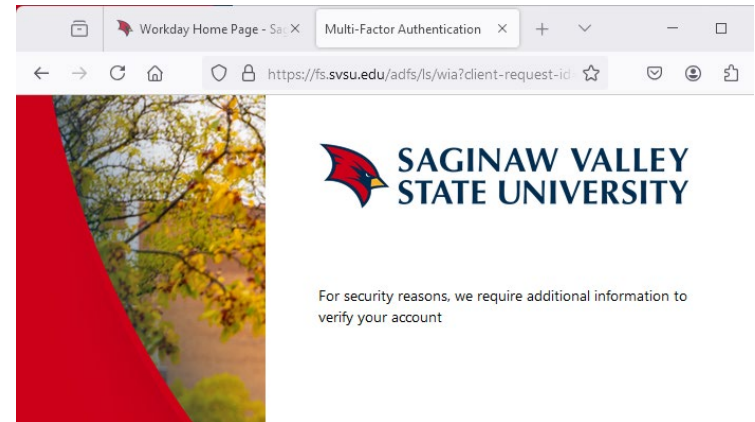 Workday Home Page - Sag
Multi-Factor Authentication
https://fs.svsu.edu/adfs/ls/wia?client-request-id
SAGINAW VALLEY
STATE UNIVERSITY
For security reasons, we require additional information to
verify your account